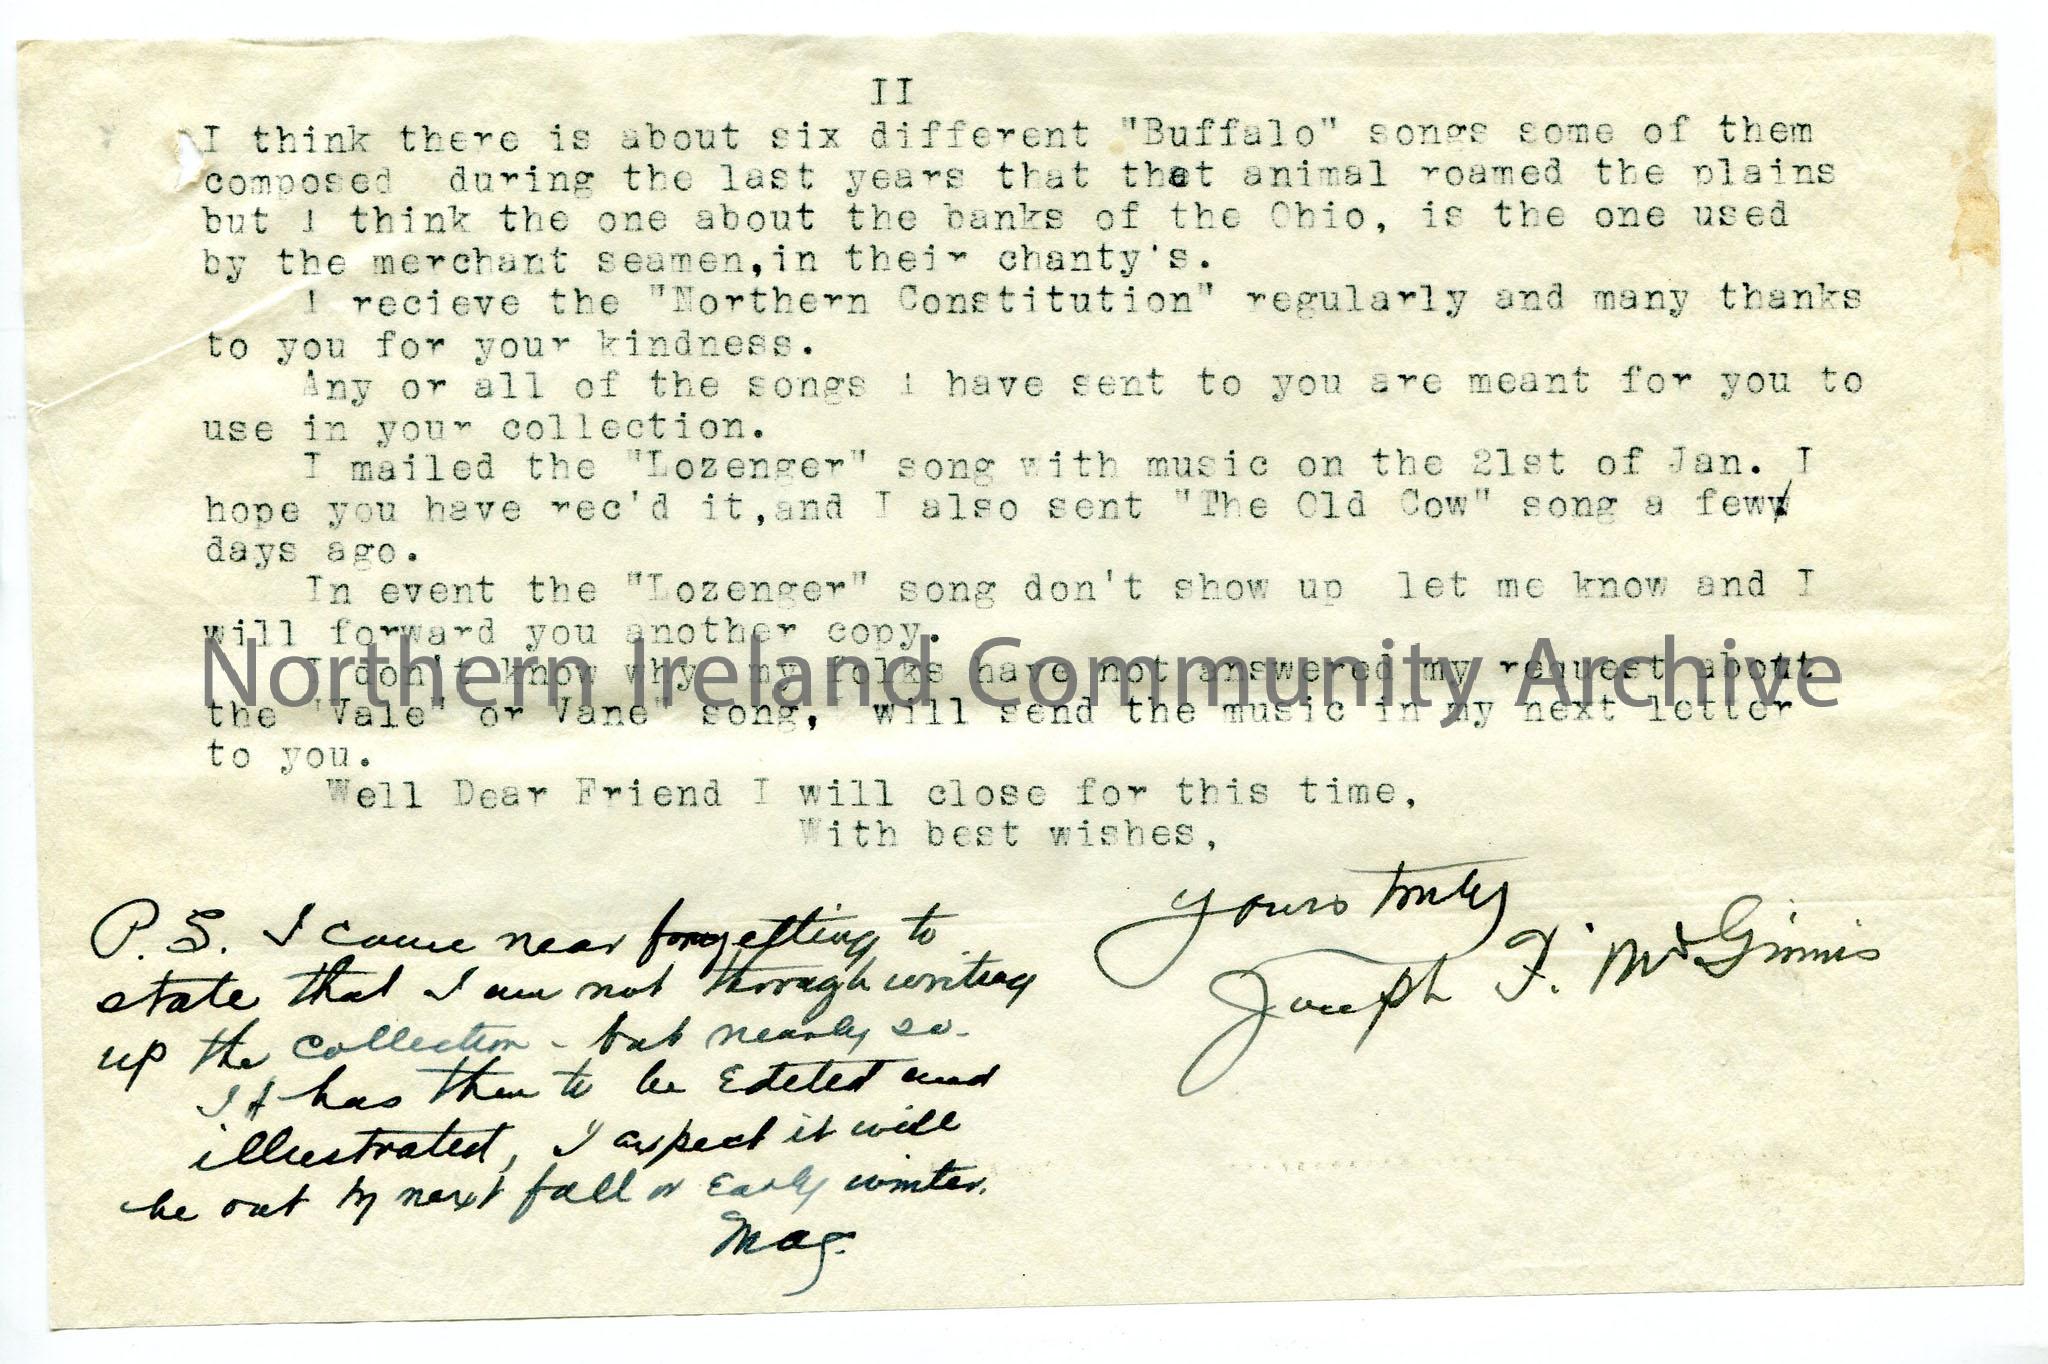 II
I think there is about six different "Buffalo" songs some of them
composed during the last years that that animal roamed the plains
but I think the one about the banks of the Ohio, is the one used
by the merchant seamen,in their chanty's.
I recieve the "Northern Constitution" regularly and many thanks
to you for your kindness.
Any or all of the songs I have sent to you are meant for you to
use in your collection.
I mailed the "Lozenger" song with music on the 21st of Jan. I
hope you have rec'd it,and I also sent "The Old Cow" song a few
days ago.
In event the "Lozenger" song don't show up let me know and I
will forward you another copy.
Northern Ireland Community Archive
I don't know why my folks have not answered my request about
the "Vale" or Vane" song, will send the music in my next letter
to you.
Well Dear Friend I will close for this time,
With best wishes,
Yours truly
Joseph F. McGinnis
P.S. I came near forgetting to
state that I am not through writing
up the collection - but nearly so.
It has then to be Edited and
illustrated, I expect it will
be out by next fall or Early winter.